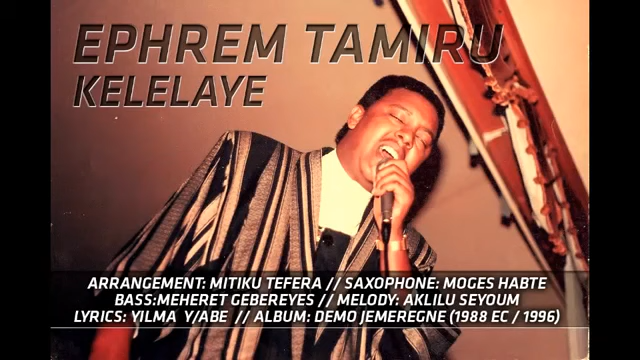 EPHREM TAMIRU
KELELAYE
ARRANGEMENT: MITIKU TEFERA // SAXOPHONE: MOGES HABTE
BASS:MEHERET GEBEREYES // MELODY: AKLILU SEYOUM
LYRICS: YILMA Y/ABE // ALBUM: DEMO JEMEREGNE (1988 EC / 1996)